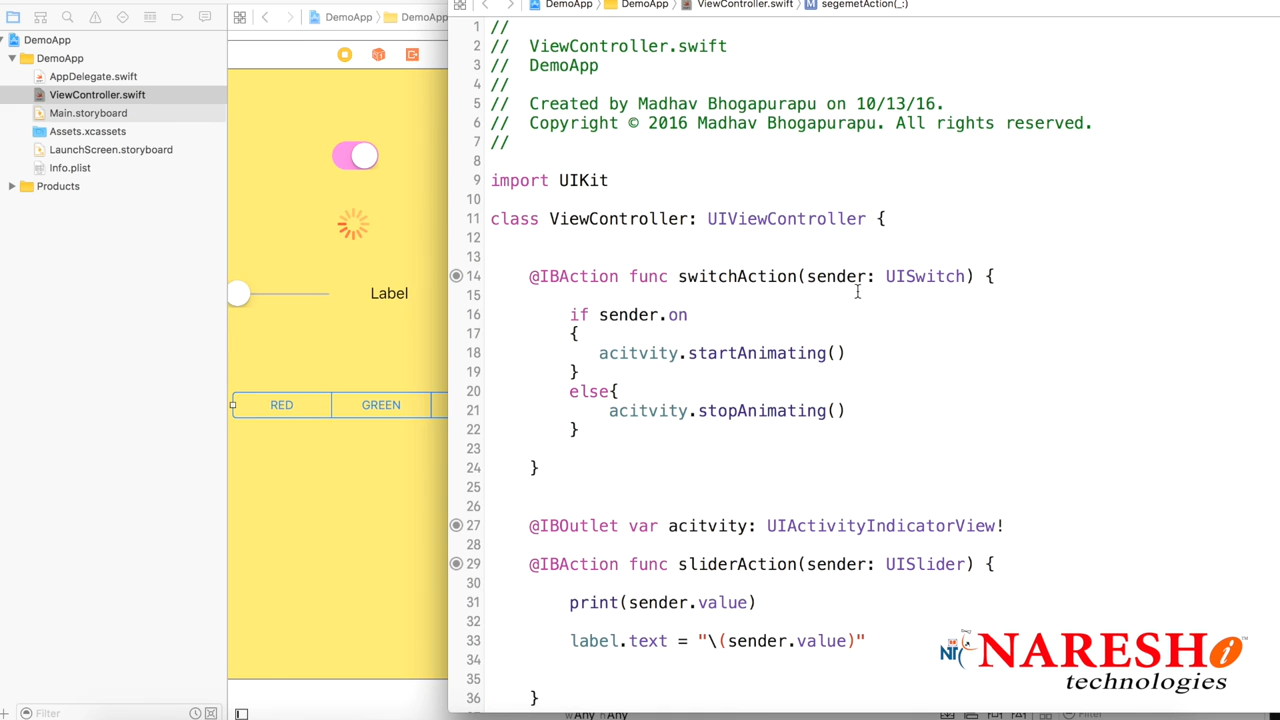 DemoApp
DemoApp
AppDelegate.swift
ViewController.swift
Main.storyboard
Assets.xcassets
LaunchScreen.storyboard
Info.plist
Products
Filter
DemoApp
DemoApp
Label
RED
GREEN
DemoApp
DemoApp
ViewController.swift
M
segemetAction(_:)
1 //
2 // ViewController.swift
3 // DemoApp
4 //
5 // Created by Madhav Bhogapurapu on 10/13/16.
6 // Copyright © 2016 Madhav Bhogapurapu. All rights reserved.
7 //
8
9 import UIKit
10
11 class ViewController: UIViewController {
12
13
14 @IBAction func switchAction(sender: UISwitch) {
15
16 if sender.on
17 {
18 acitvity.startAnimating()
19 }
20 else{
21 acitvity.stopAnimating()
22 }
23
24 }
25
26
27 @IBOutlet var acitvity: UIActivityIndicatorView!
28
29 @IBAction func sliderAction(sender: UISlider) {
30
31 print(sender.value)
32
33 label.text = "\(sender.value)"
34
35
36 }
wAny hAny
Filter
NT
NARESH i
technologies